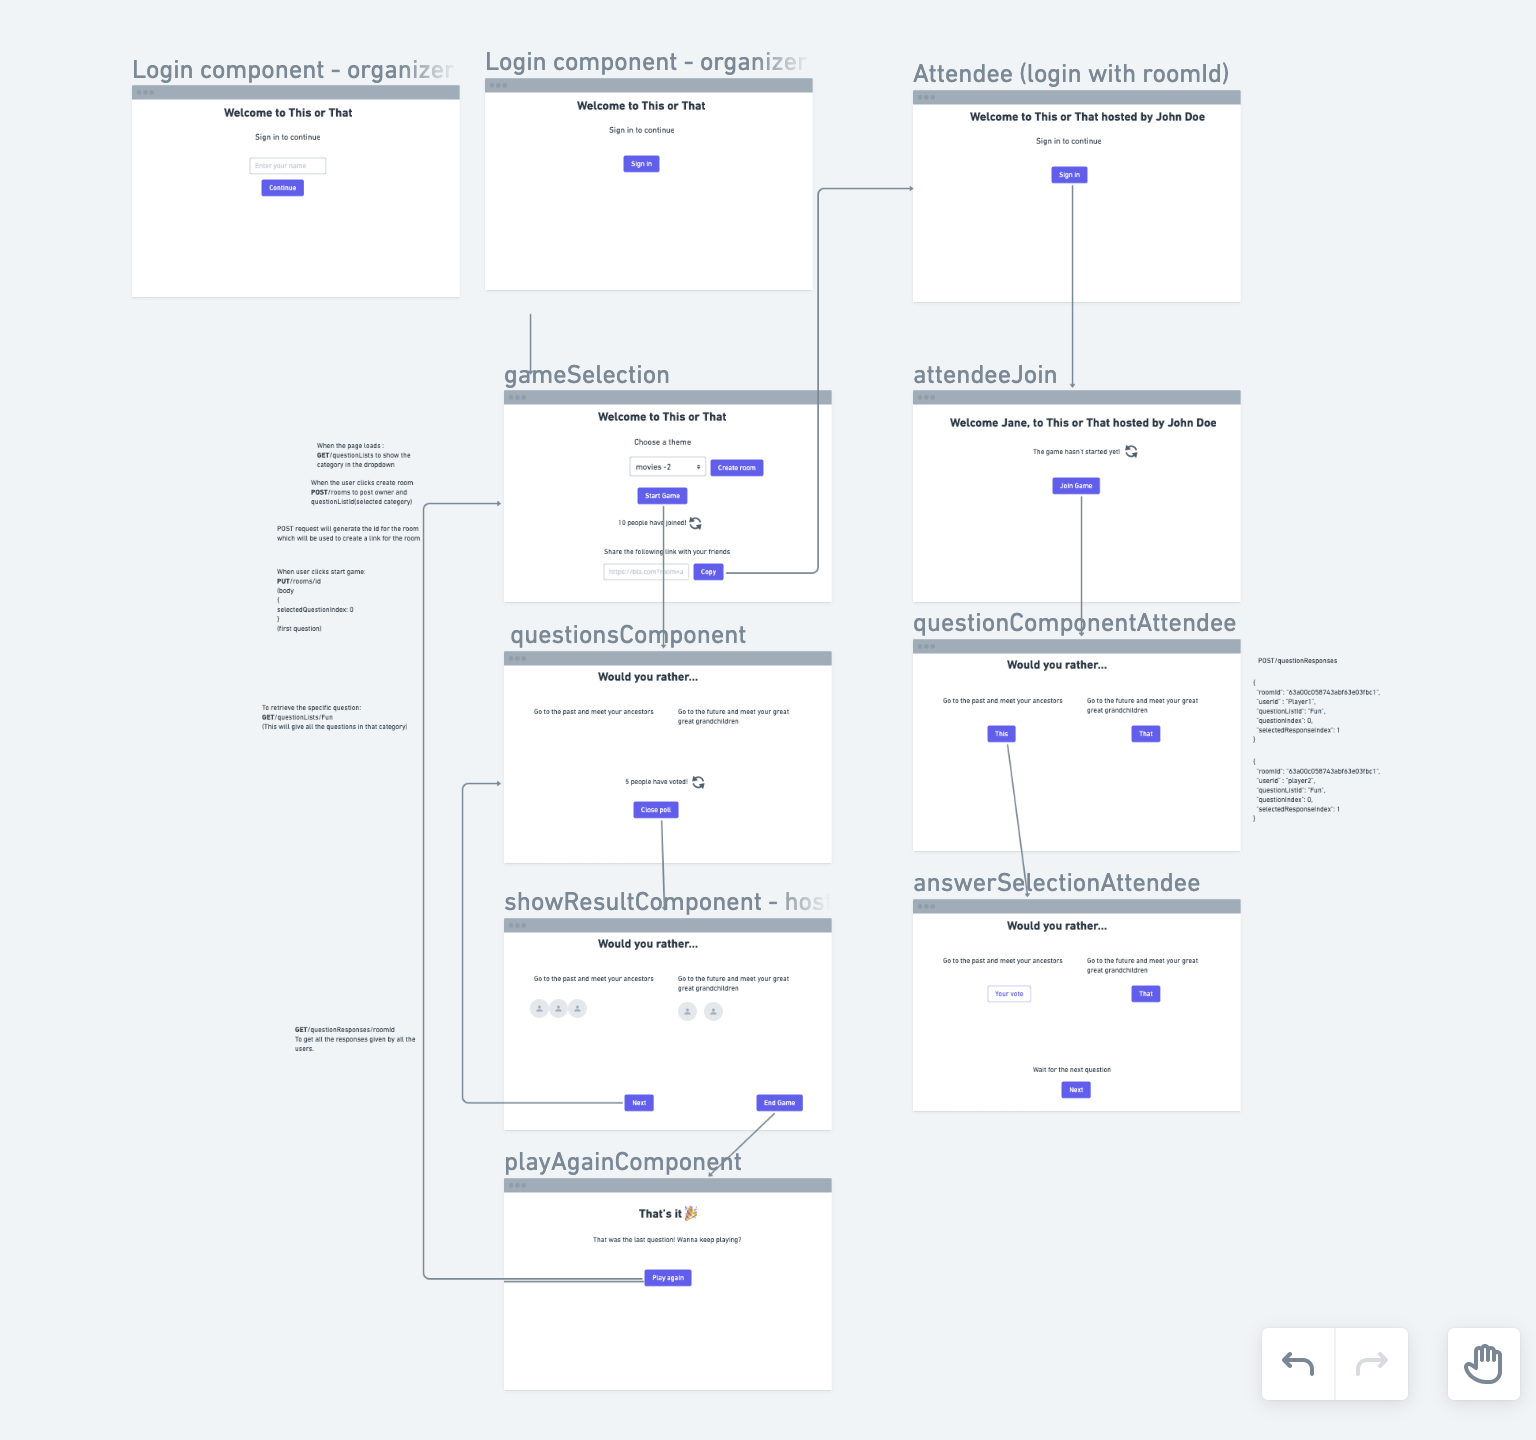 Login component - organizer
Welcome to This or That
Sign in to continue
Enter your name
Continue
Login component - organizer
Welcome to This or That
Sign in to continue
Sign in
Attendee (login with roomId)
Welcome to This or That hosted by John Doe
Sign in to continue
Sign in
When the page loads :
GET/questionLists to show the
category in the dropdown
When the user clicks create room
POST/rooms to post owner and
questionListId(selected category)
POST request will generate the id for the room
which will be used to create a link for the room
When user clicks start game:
PUT/rooms/id
(body
{
selectedQuestionIndex: 0
}
(first question)
gameSelection
Welcome to This or That
Choose a theme
movies -2
Create room
Start Game
10 people have joined!
Share the following link with your friends
Copy
attendeeJoin
Welcome Jane, to This or That hosted by John Doe
The game hasn't started yet!
Join Game
To retrieve the specific question:
GET/questionLists/Fun
(This will give all the questions in that category)
questionsComponent
Would you rather...
Go to the past and meet your ancestors
Go to the future and meet your great
great grandchildren
5 people have voted!
Close poll
questionComponentAttendee
Would you rather...
Go to the past and meet your ancestors
Go to the future and meet your great
great grandchildren
This
That
POST/questionResponses
{
"roomId": "63a00c058743abf63e03fbc1",
"userId" : "Player1",
"questionListId": "Fun",
"questionIndex": 0,
"selectedResponseIndex": 1
}
{
"roomId": "63a00c058743abf63e03fbc1",
"userId" : "player2",
"questionListId": "Fun",
"questionIndex": 0,
"selectedResponseIndex": 1
}
GET/questionResponses/roomId
To get all the responses given by all the
users.
showResultComponent - host
Would you rather...
Go to the past and meet your ancestors
Go to the future and meet your great
great grandchildren
Next
End Game
answerSelectionAttendee
Would you rather...
Go to the past and meet your ancestors
Go to the future and meet your great
great grandchildren
Your vote
That
Wait for the next question
Next
playAgainComponent
That's it 🎉
That was the last question! Wanna keep playing?
Play again